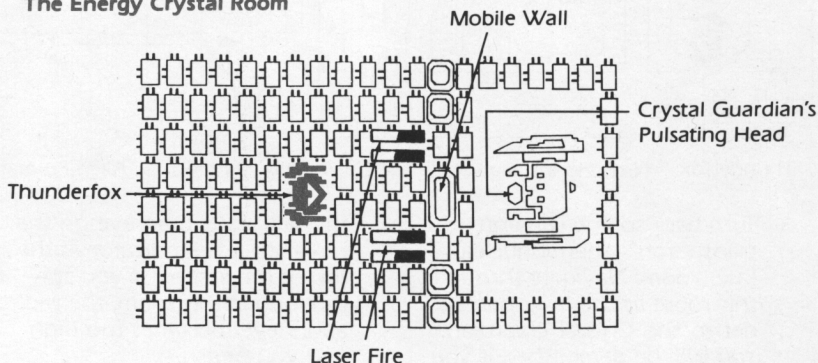 The Energy Crystal Room
Mobile Wall
Crystal Guardian's
Pulsating Head
Thunderfox
Laser Fire